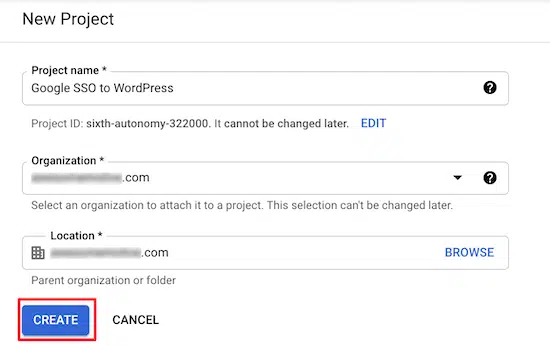 New Project
Project name *
Google SSO to WordPress
Project ID: sixth-autonomy-322000. It cannot be changed later. EDIT
Organization *
.com
Select an organization to attach it to a project. This selection can't be changed later.
Location *
.com BROWSE
Parent organization or folder
CREATE CANCEL